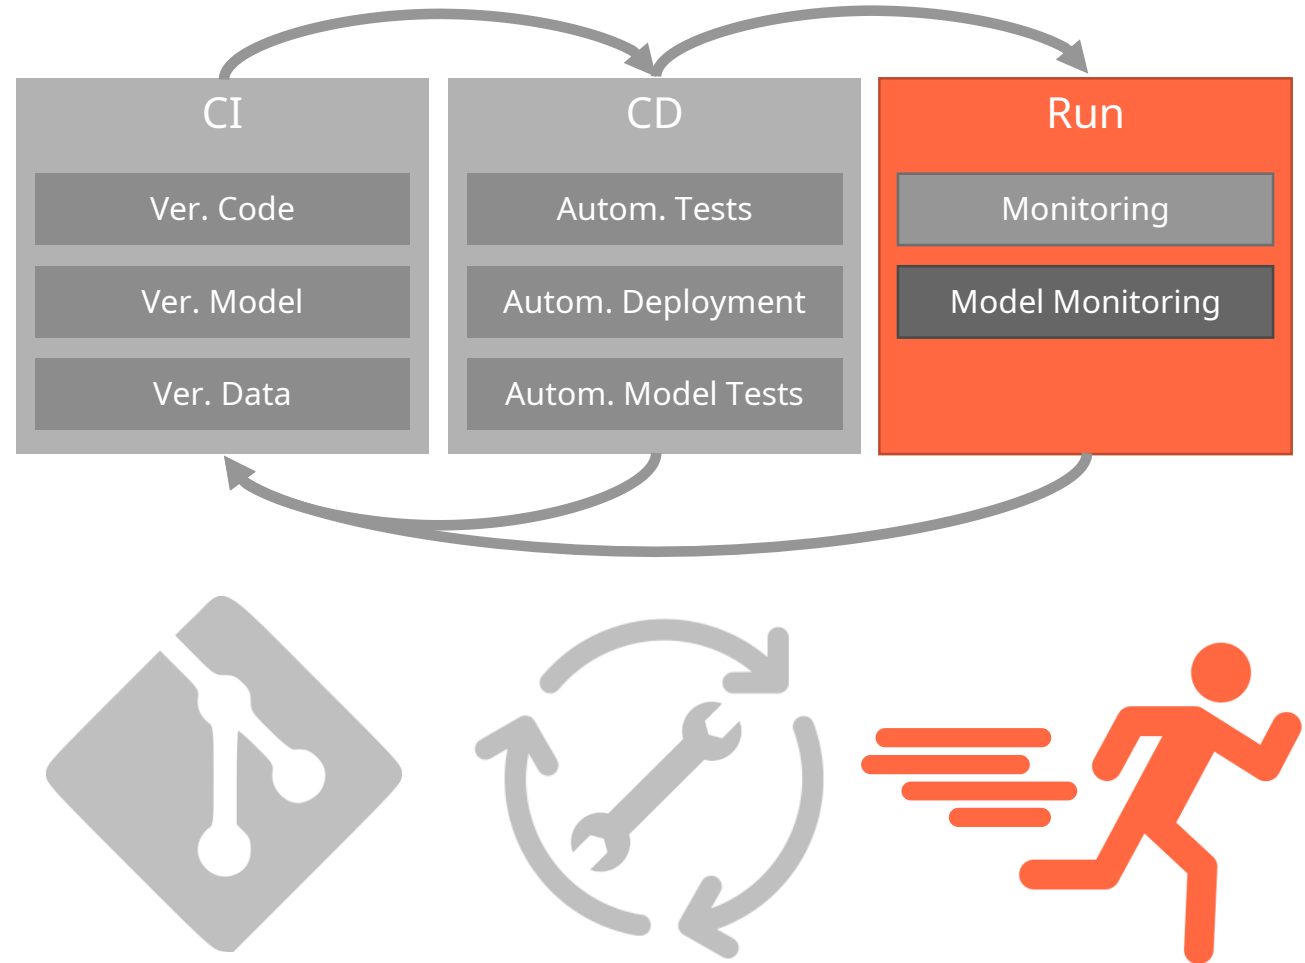 CI
Ver. Code
Ver. Model
Ver. Data
CD
Autom. Tests
Autom. Deployment
Autom. Model Tests
Run
Monitoring
Model Monitoring